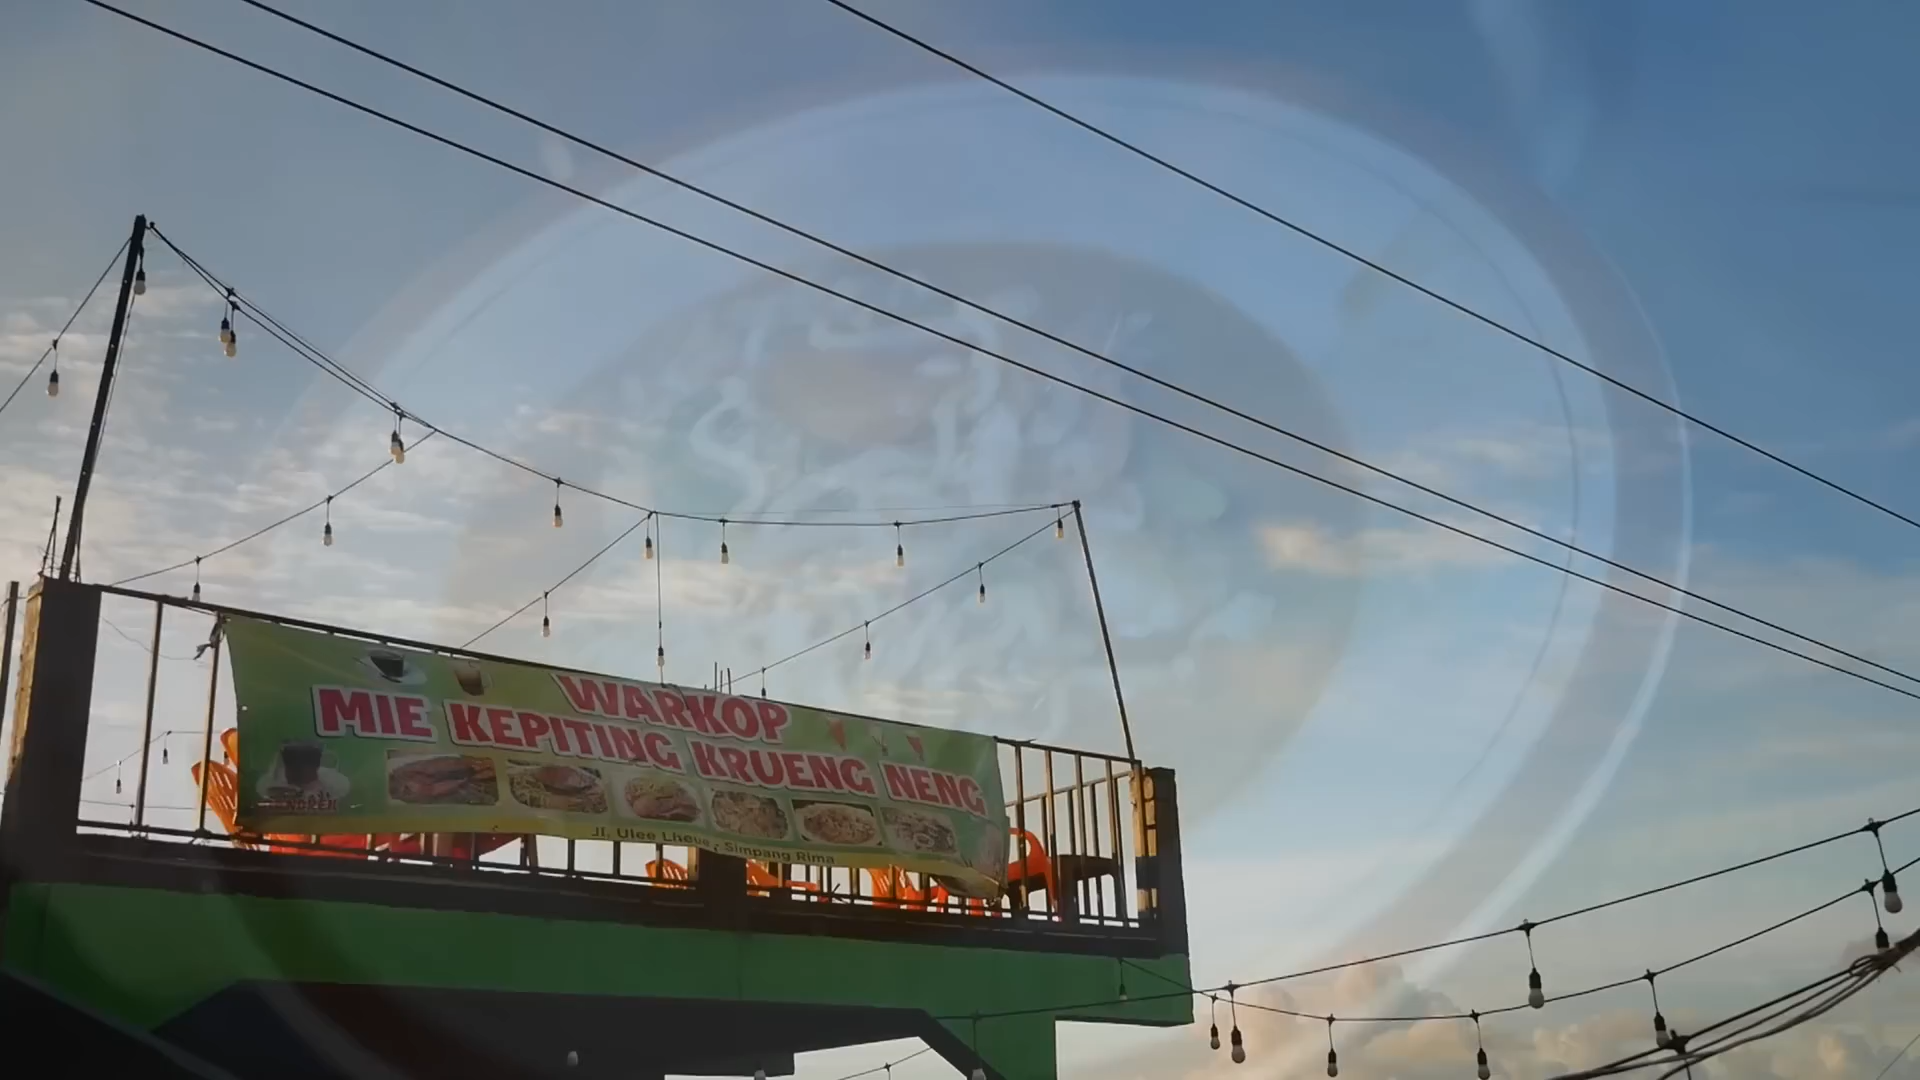 WARKOP
MIE KEPITING KRUENG NENG
Jl. Ulee Lheue, Simpang Rima